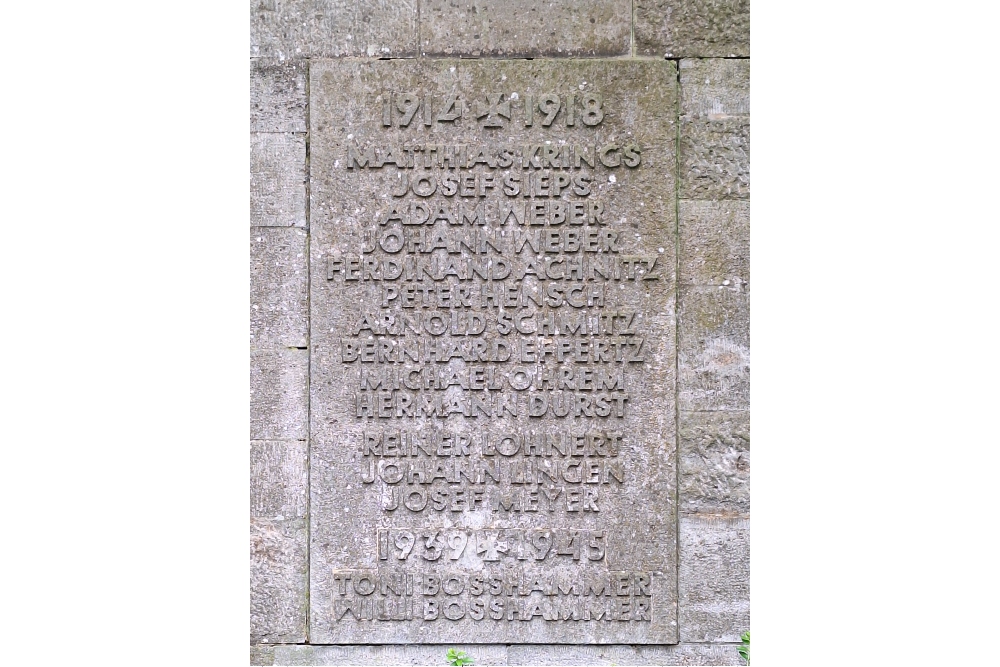 1914 ✠ 1918
MATTHIAS KRINGS
JOSEF SIEPS
ADAM WEBER
JOHANN WEBER
FERDINAND ACHNITZ
PETER HENSCH
ARNOLD SCHMITZ
BERNHARD EFFERTZ
MICHAEL OHREM
HERMANN DURST
REINER LÖHNERT
JOHANN LINGEN
JOSEF MEYER
1939 ✠ 1945
TONI BOSSHAMMER
WILLI BOSSHAMMER